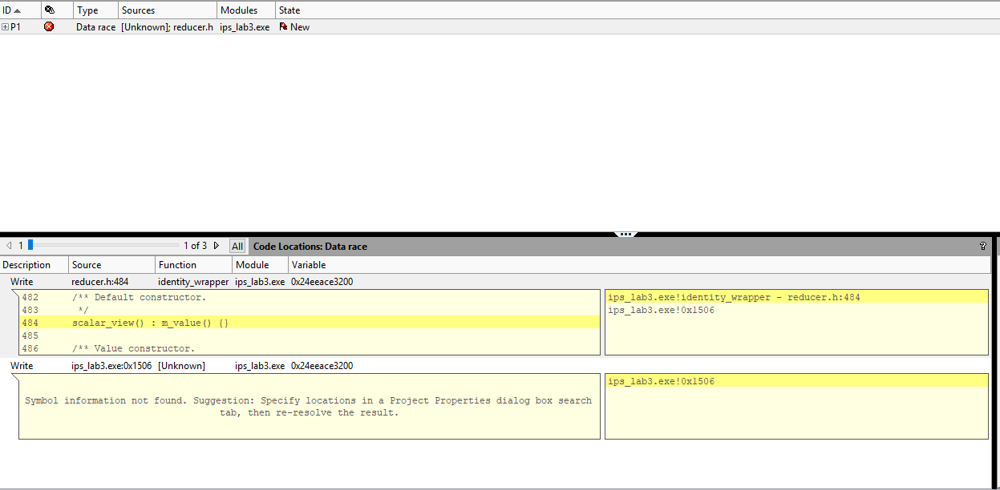 ID Type Sources Modules State
P1 Data race [Unknown]; reducer.h ips_lab3.exe New
1 1 of 3 All Code Locations: Data race ?
Description Source Function Module Variable
Write reducer.h:484 identity_wrapper ips_lab3.exe 0x24eeace3200
482 /** Default constructor. ips_lab3.exe!identity_wrapper - reducer.h:484
483 */ ips_lab3.exe!0x1506
484 scalar_view() : m_value() {}
485
486 /** Value constructor.
Write ips_lab3.exe:0x1506 [Unknown] ips_lab3.exe 0x24eeace3200
ips_lab3.exe!0x1506
Symbol information not found. Suggestion: Specify locations in a Project Properties dialog box search
tab, then re-resolve the result.